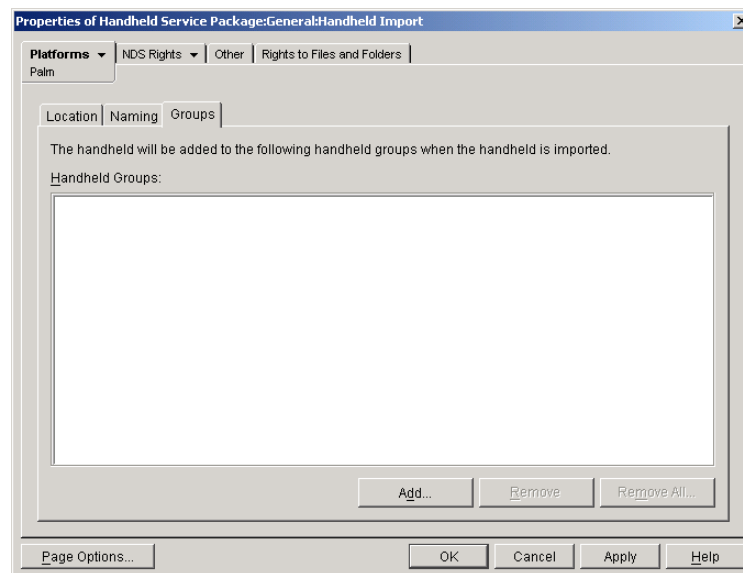 Properties of Handheld Service Package:General:Handheld Import
Platforms NDS Rights Other Rights to Files and Folders
Palm
Location Naming Groups
The handheld will be added to the following handheld groups when the handheld is imported.
Handheld Groups:
Add... Remove Remove All...
Page Options... OK Cancel Apply Help